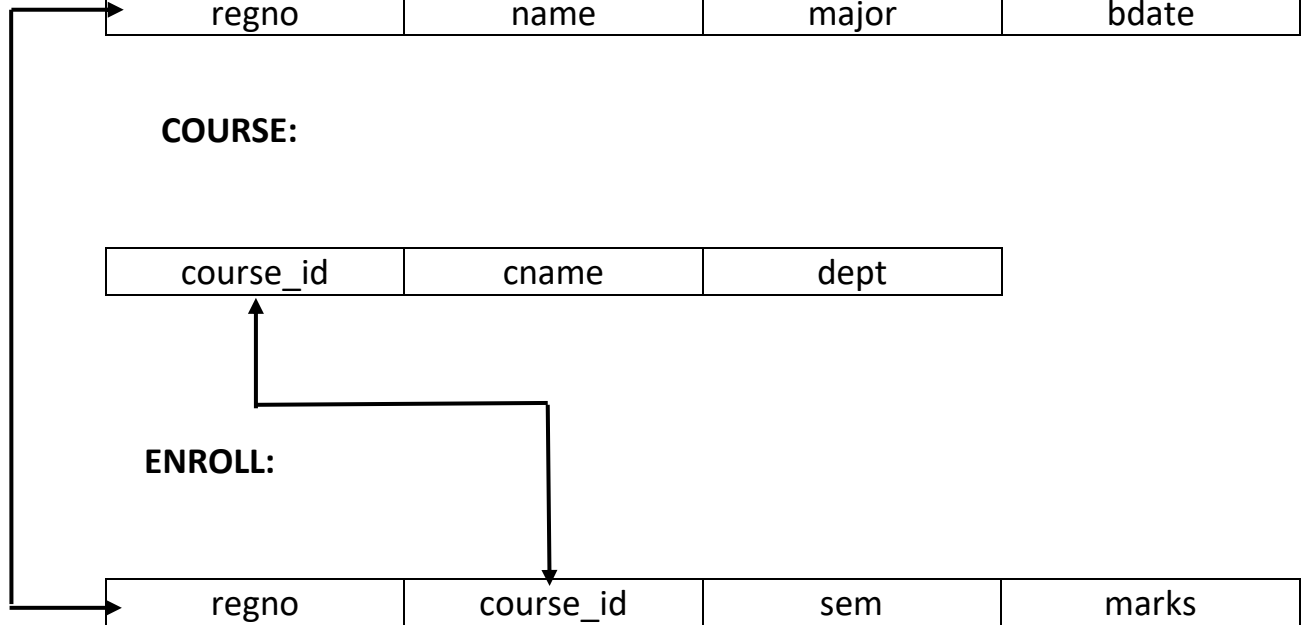 regno name major bdate
COURSE:
course_id cname dept
ENROLL:
regno course_id sem marks